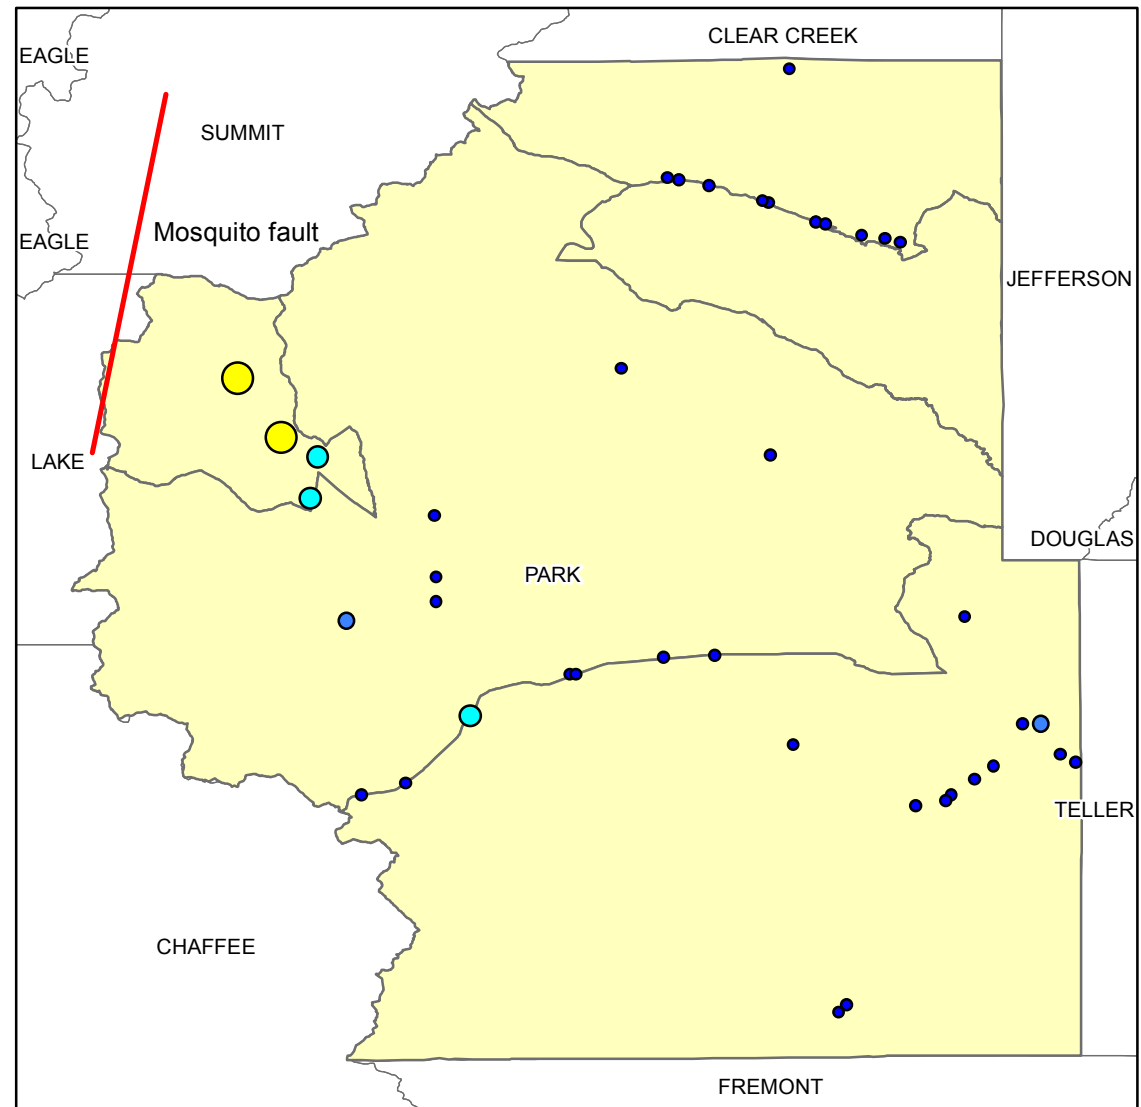 CLEAR CREEK
EAGLE
SUMMIT
Mosquito fault
EAGLE
JEFFERSON
LAKE
DOUGLAS
PARK
TELLER
CHAFFEE
FREMONT